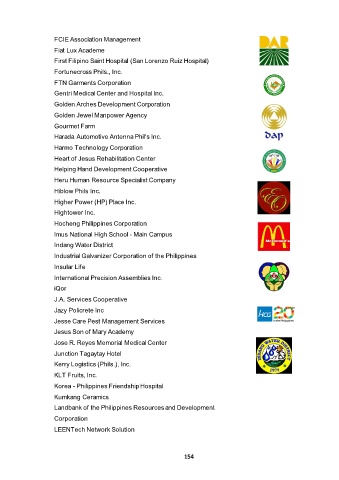 FCIE Association Management
Fiat Lux Academe
First Filipino Saint Hospital (San Lorenzo Ruiz Hospital)
Fortunecross Phils., Inc.
FTN Garments Corporation
Gentri Medical Center and Hospital Inc.
Golden Arches Development Corporation
Golden Jewel Manpower Agency
Gourmet Farm
Harada Automotive Antenna Phil's Inc.
Harmo Technology Corporation
Heart of Jesus Rehabilitation Center
Helping Hand Development Cooperative
Heru Human Resource Specialist Company
Hiblow Phils Inc.
Higher Power (HP) Place Inc.
Hightower Inc.
Hocheng Philippines Corporation
Imus National High School - Main Campus
Indang Water District
Industrial Galvanizer Corporation of the Philippines
Insular Life
International Precision Assemblies Inc.
iQor
J.A. Services Cooperative
Jazy Policrete Inc
Jesse Care Pest Management Services
Jesus Son of Mary Academy
Jose R. Reyes Memorial Medical Center
Junction Tagaytay Hotel
Kerry Logistics (Phils.), Inc.
KLT Fruits, Inc.
Korea - Philippines Friendship Hospital
Kumkang Ceramics
Landbank of the Philippines Resources and Development
Corporation
LEENTech Network Solution
DAR
dap
HCG 20
154